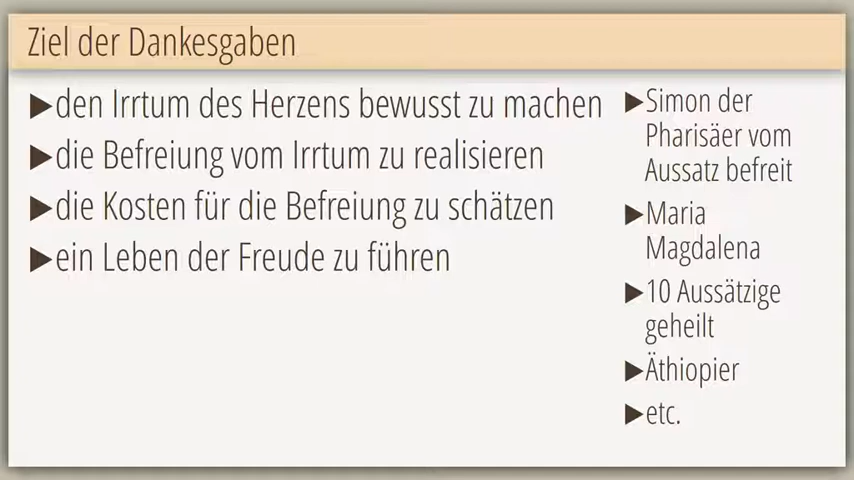 Ziel der Dankesgaben
▶den Irrtum des Herzens bewusst zu machen
▶die Befreiung vom Irrtum zu realisieren
▶die Kosten für die Befreiung zu schätzen
▶ein Leben der Freude zu führen
▶Simon der
Pharisäer vom
Aussatz befreit
▶Maria
Magdalena
▶10 Aussätzige
geheilt
▶Äthiopier
▶etc.